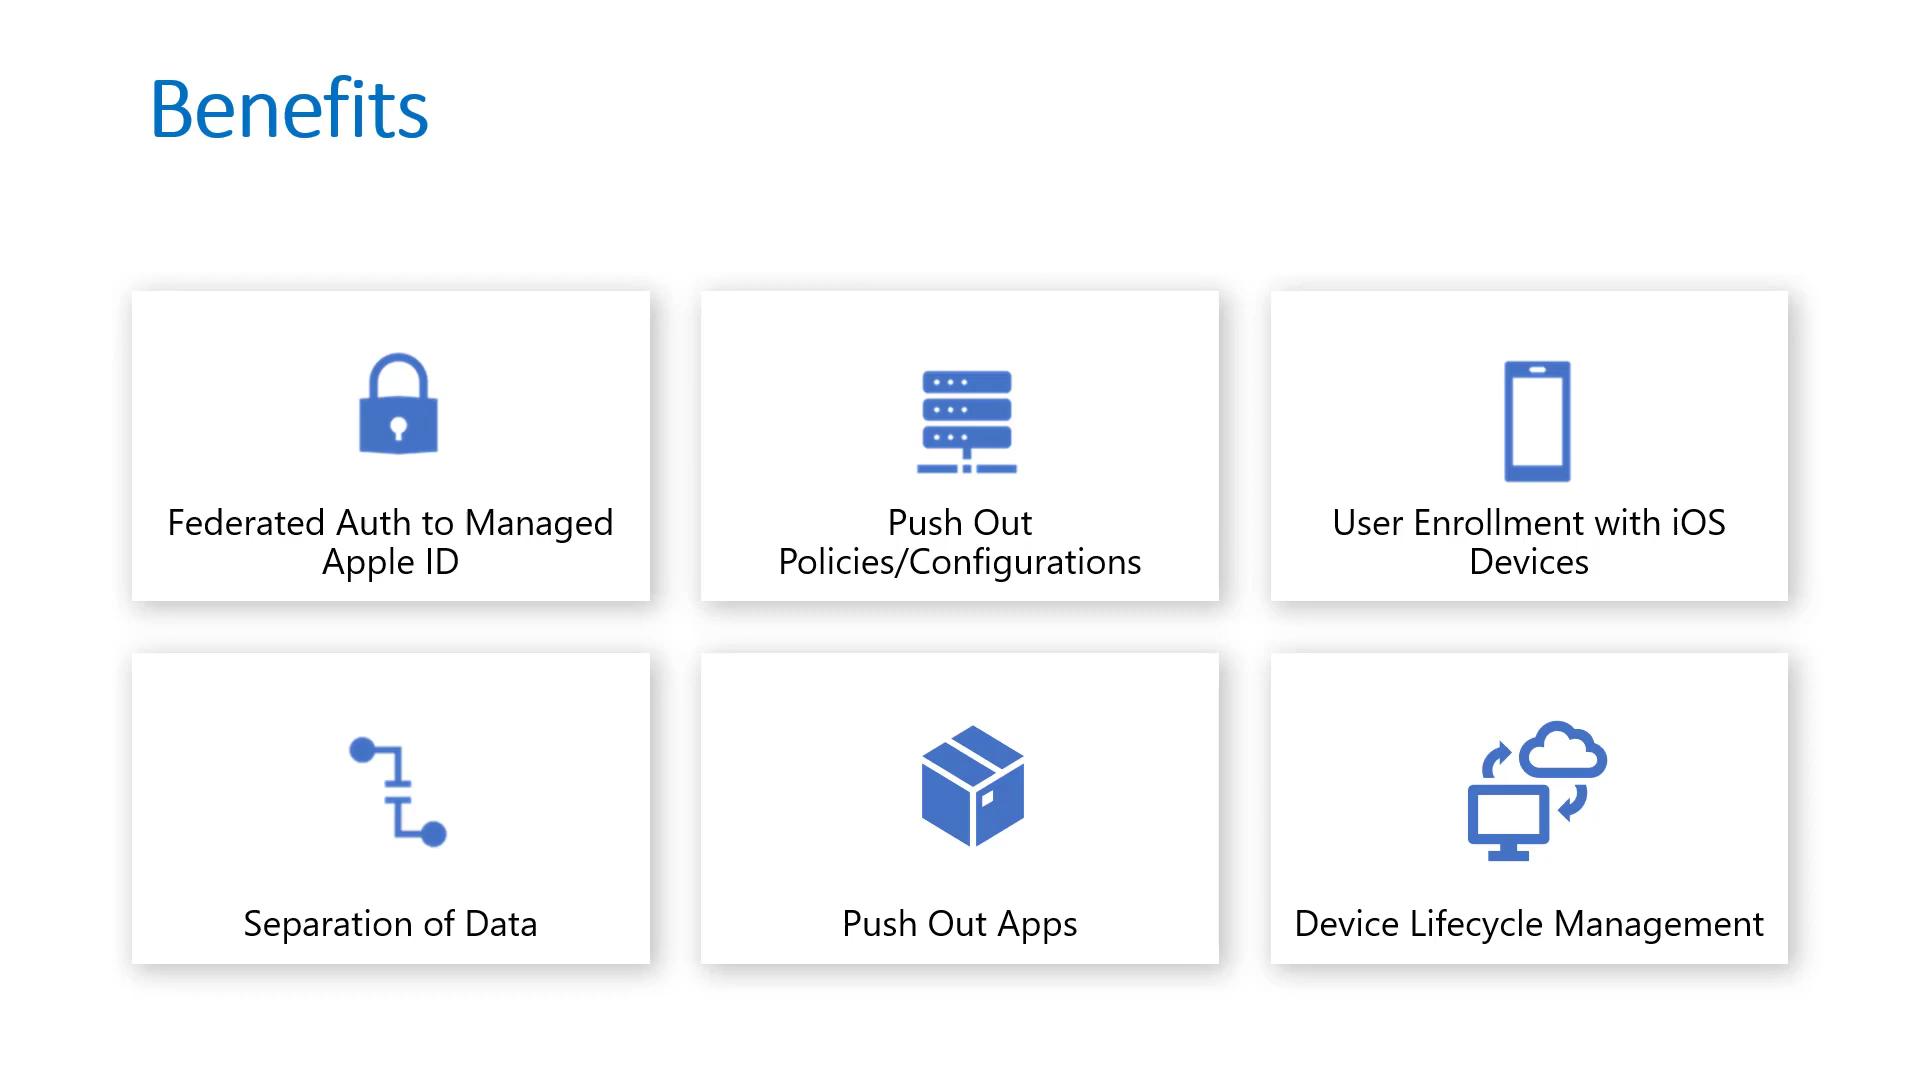 Benefits
Federated Auth to Managed
Apple ID
Push Out
Policies/Configurations
User Enrollment with iOS
Devices
Separation of Data
Push Out Apps
Device Lifecycle Management